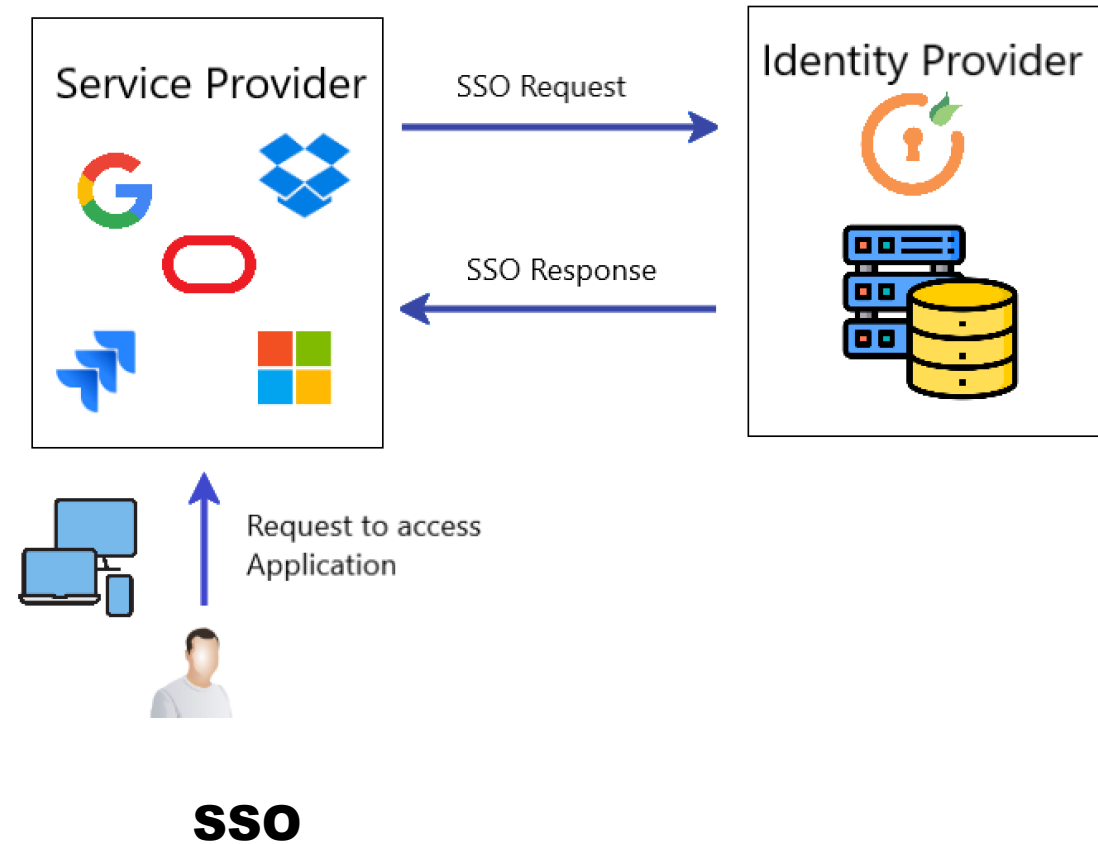 Service Provider
SSO Request
Identity Provider
SSO Response
Request to access
Application
SSO